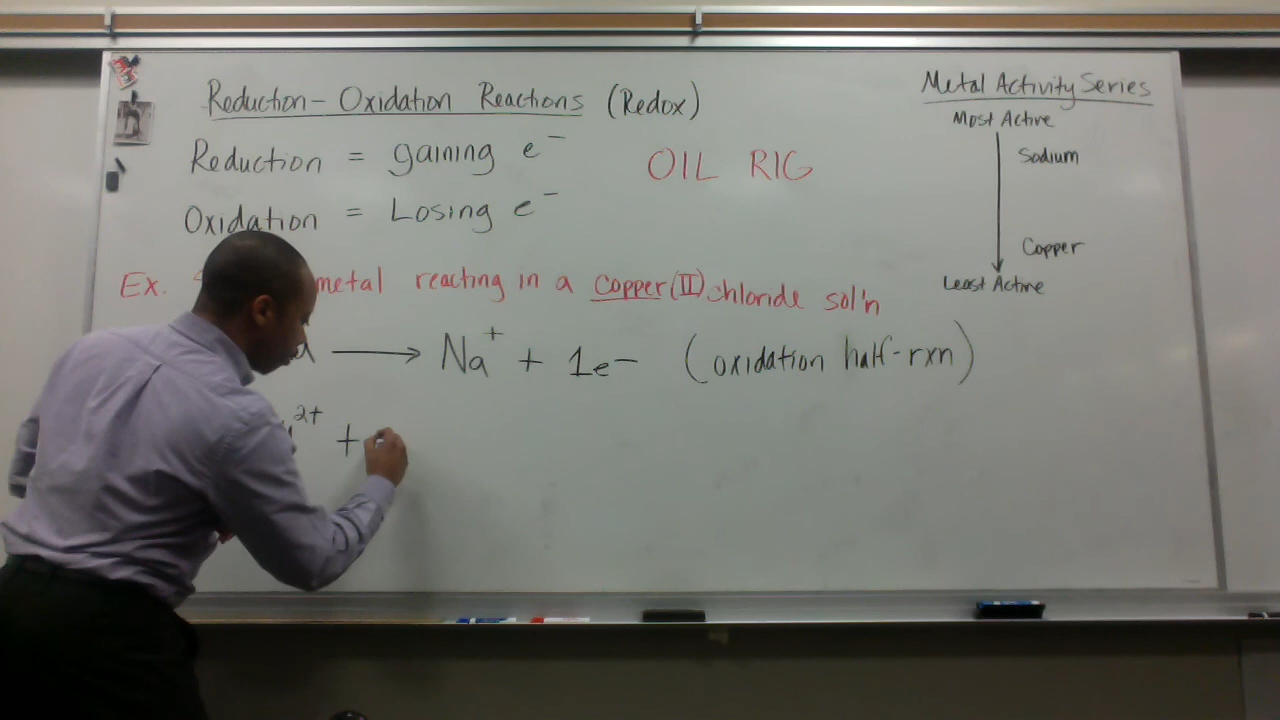 Reduction - Oxidation Reactions (Redox)
Reduction = gaining e⁻
Oxidation = Losing e⁻
OIL RIG
Ex. metal reacting in a copper(II) chloride sol'n
⟶ Na⁺ + 1e⁻ (oxidation half-rxn)
2+ +
Metal Activity Series
Most Active
Sodium
Copper
Least Active